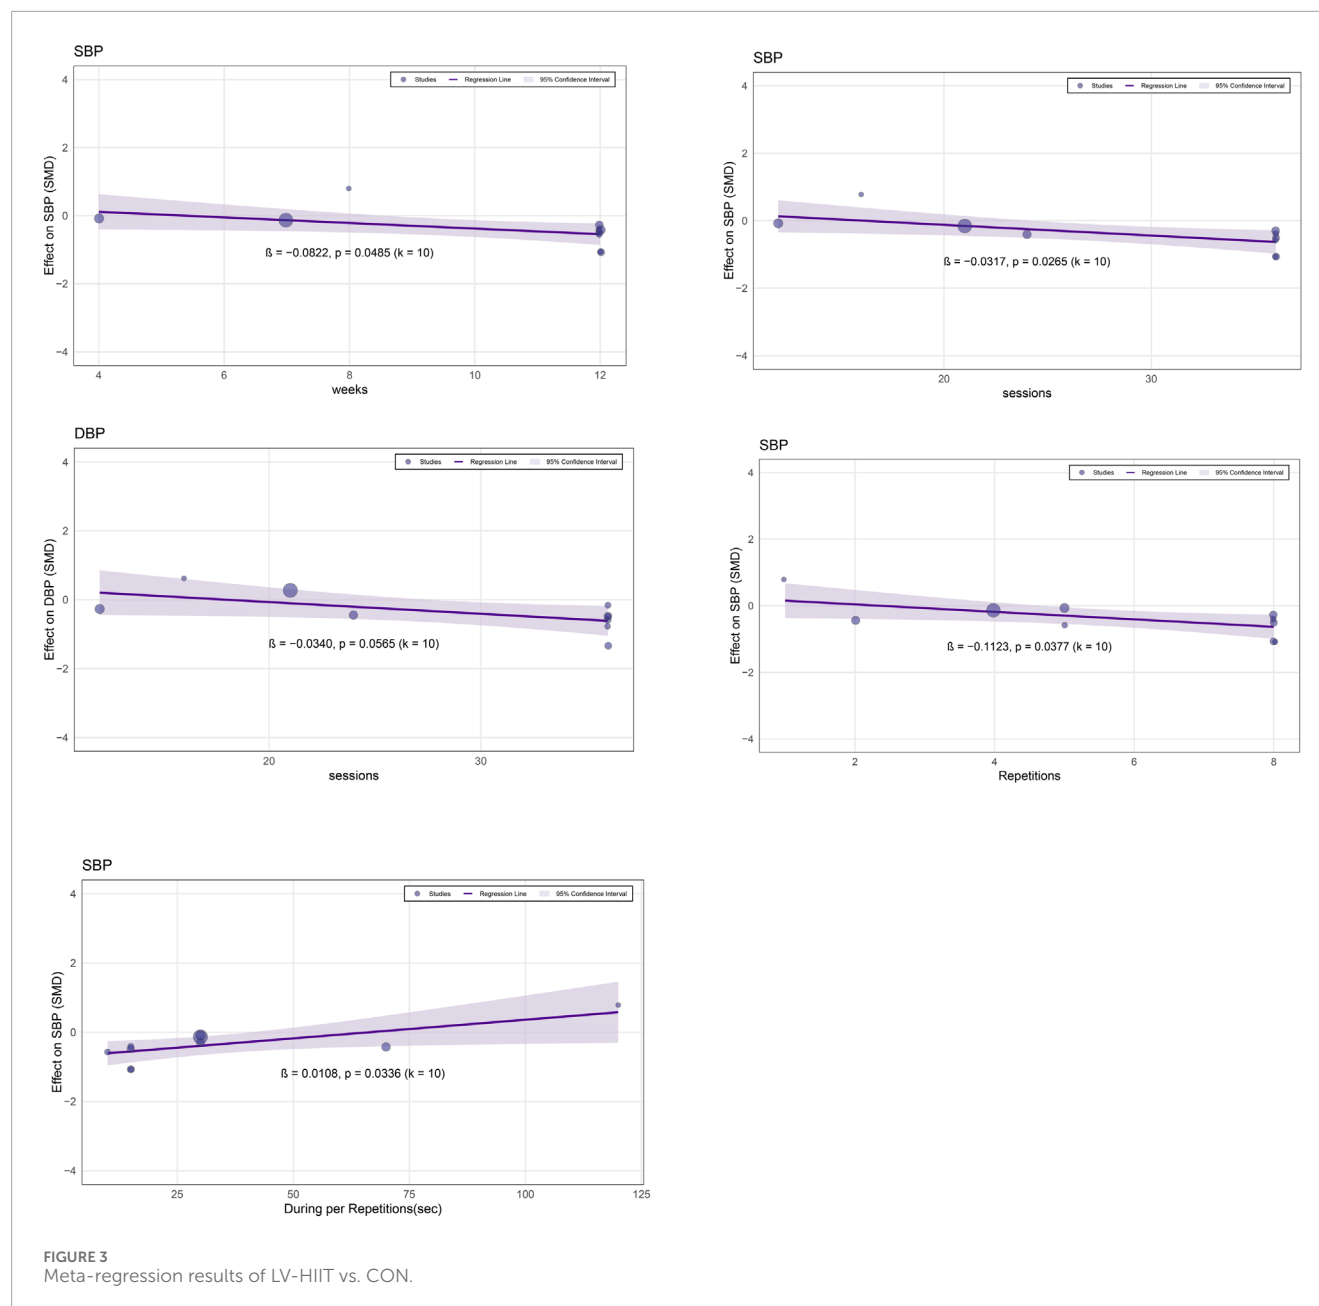 SBP
Studies Regression Line 95% Confidence Interval
Effect on SBP (SMD)
4
2
0
−2
−4
ß = −0.0822, p = 0.0485 (k = 10)
4 6 8 10 12
weeks
SBP
Studies Regression Line 95% Confidence Interval
Effect on SBP (SMD)
4
2
0
−2
−4
ß = −0.0317, p = 0.0265 (k = 10)
20 30
sessions
DBP
Studies Regression Line 95% Confidence Interval
Effect on DBP (SMD)
4
2
0
−2
−4
ß = −0.0340, p = 0.0565 (k = 10)
20 30
sessions
SBP
Studies Regression Line 95% Confidence Interval
Effect on SBP (SMD)
4
2
0
−2
−4
ß = −0.1123, p = 0.0377 (k = 10)
2 4 6 8
Repetitions
SBP
Studies Regression Line 95% Confidence Interval
Effect on SBP (SMD)
4
2
0
−2
−4
ß = 0.0108, p = 0.0336 (k = 10)
25 50 75 100 125
During per Repetitions(sec)
FIGURE 3
Meta-regression results of LV-HIIT vs. CON.